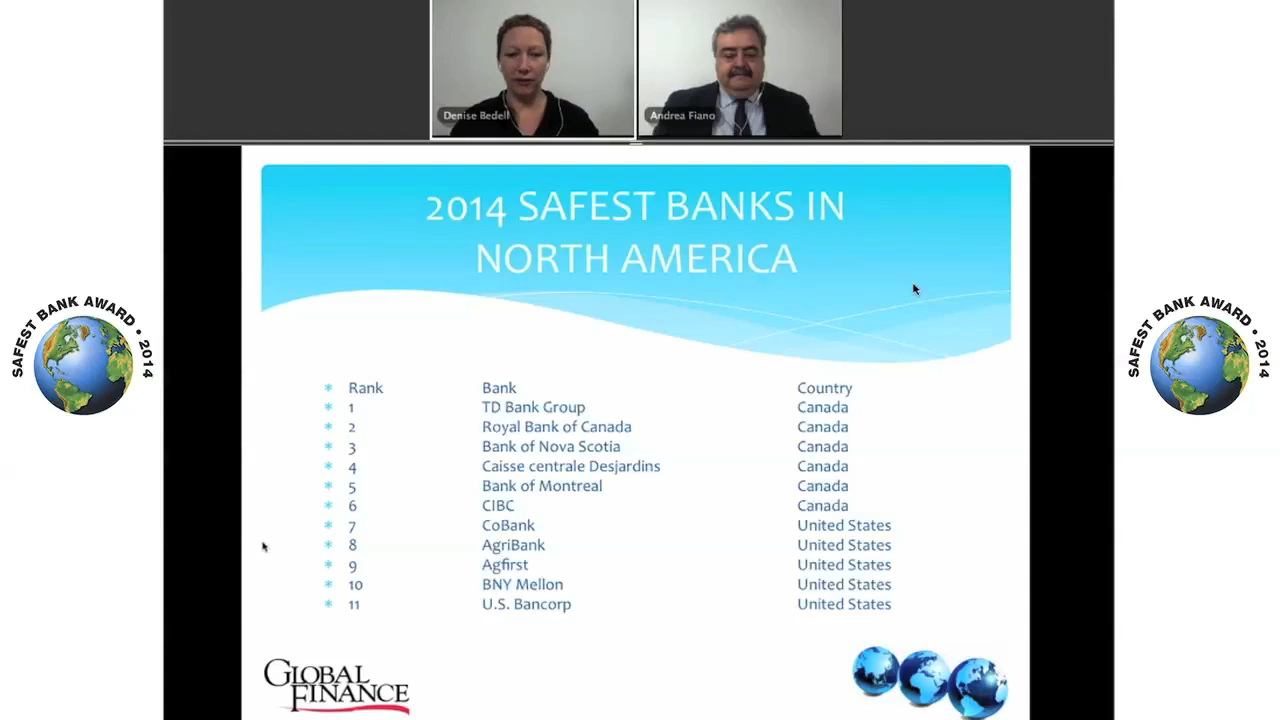 Denise Bedell
Andrea Fiano
2014 SAFEST BANKS IN
NORTH AMERICA
SAFEST BANK AWARD • 2014
SAFEST BANK AWARD • 2014
* Rank Bank Country
* 1 TD Bank Group Canada
* 2 Royal Bank of Canada Canada
* 3 Bank of Nova Scotia Canada
* 4 Caisse centrale Desjardins Canada
* 5 Bank of Montreal Canada
* 6 CIBC Canada
* 7 CoBank United States
* 8 AgriBank United States
* 9 Agfirst United States
* 10 BNY Mellon United States
* 11 U.S. Bancorp United States
GLOBAL
FINANCE